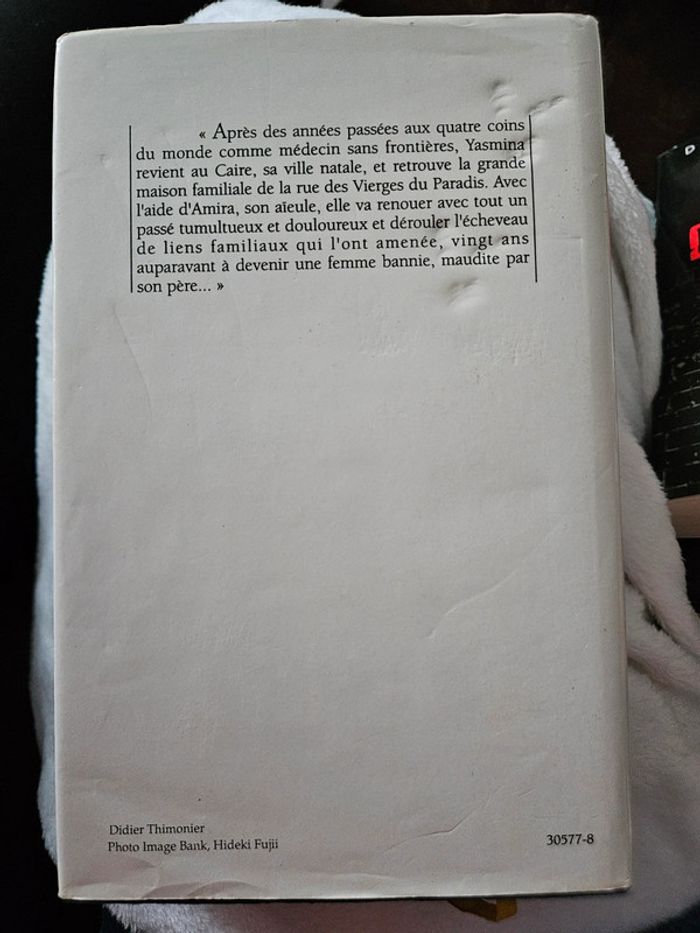 « Après des années passées aux quatre coins
du monde comme médecin sans frontières, Yasmina
revient au Caire, sa ville natale, et retrouve la grande
maison familiale de la rue des Vierges du Paradis. Avec
l'aide d'Amira, son aïeule, elle va renouer avec tout un
passé tumultueux et douloureux et dérouler l'écheveau
de liens familiaux qui l'ont amenée, vingt ans
auparavant à devenir une femme bannie, maudite par
son père... »
Didier Thimonier
Photo Image Bank, Hideki Fujii
30577-8